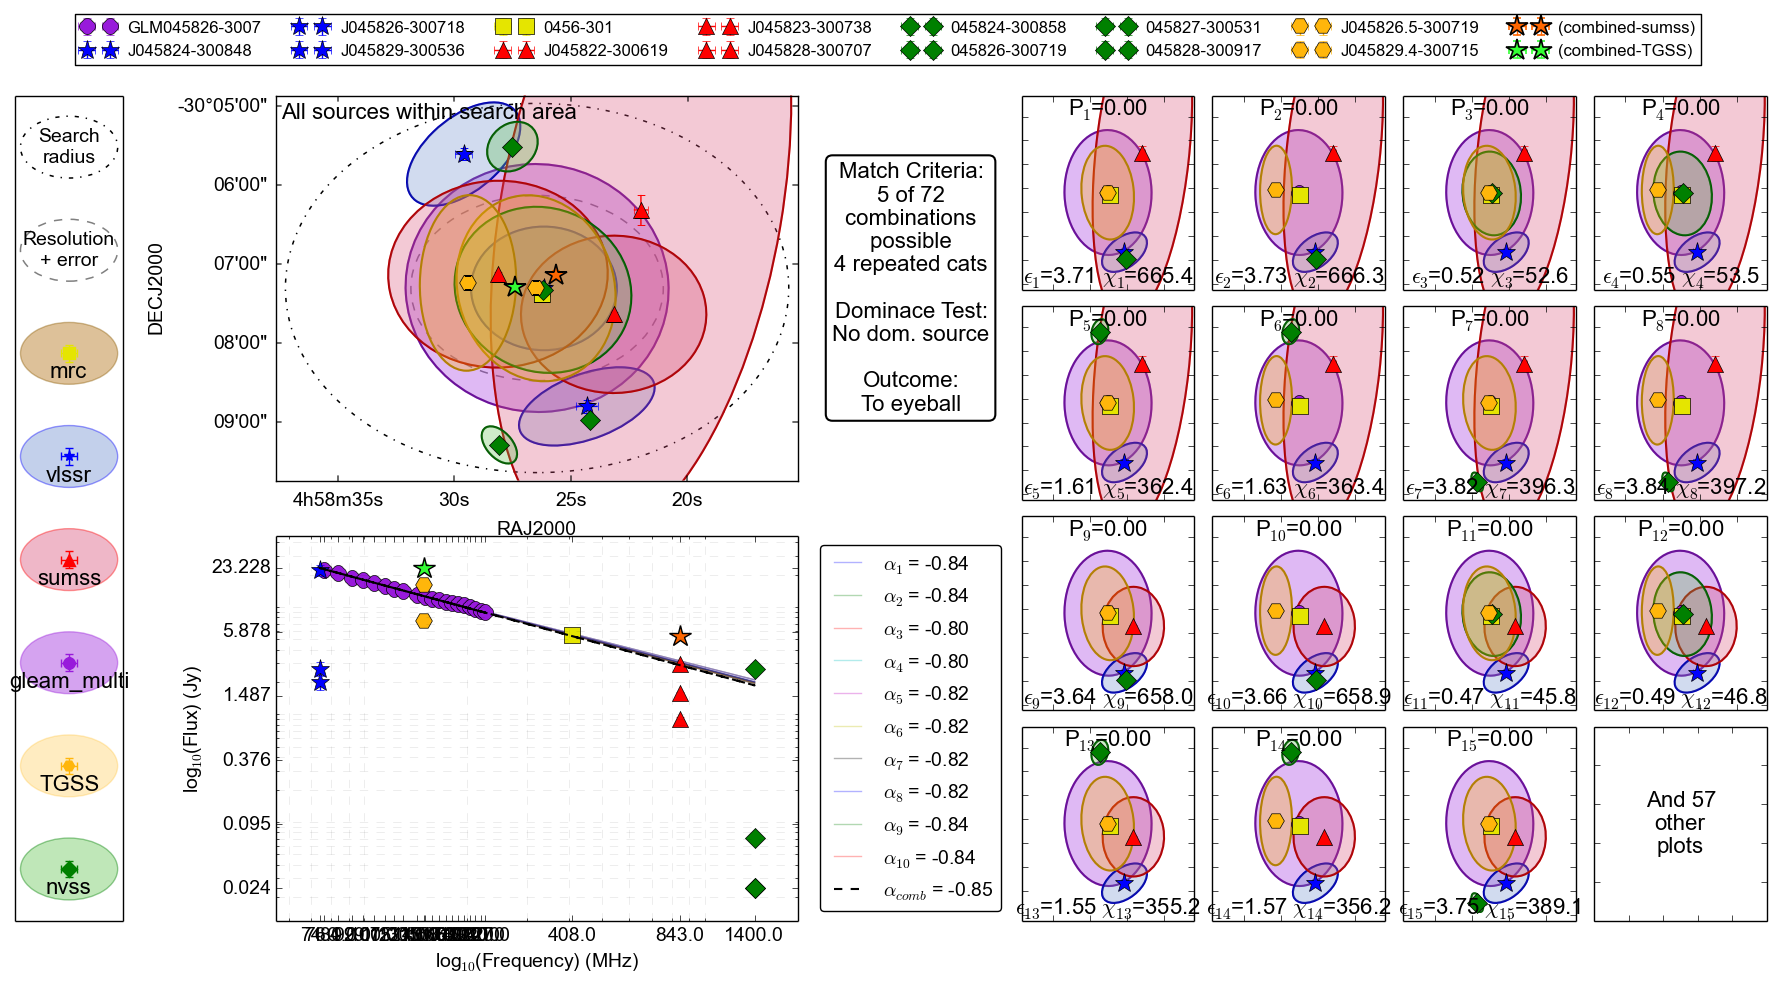 GLM045826-3007 J045826-300718 0456-301 J045823-300738 045824-300858 045827-300531 J045826.5-300719 (combined-sumss)
J045824-300848 J045829-300536 J045822-300619 J045828-300707 045826-300719 045828-300917 J045829.4-300715 (combined-TGSS)
Search
radius
Resolution
+ error
mrc
vlssr
sumss
gleam_multi
TGSS
nvss
All sources within search area
-30°05'00"
06'00"
07'00"
08'00"
09'00"
DECJ2000
4h58m35s 30s 25s 20s
RAJ2000
Match Criteria:
5 of 72
combinations
possible
4 repeated cats
Dominace Test:
No dom. source
Outcome:
To eyeball
log10(Flux) (Jy)
23.228
5.878
1.487
0.376
0.095
0.024
408.0 843.0 1400.0
log10(Frequency) (MHz)
α1 = -0.84
α2 = -0.84
α3 = -0.80
α4 = -0.80
α5 = -0.82
α6 = -0.82
α7 = -0.82
α8 = -0.82
α9 = -0.84
α10 = -0.84
αcomb = -0.85
P1=0.00 P2=0.00 P3=0.00 P4=0.00
ϵ1=3.71 χ1=665.4 ϵ2=3.73 χ2=666.3 ϵ3=0.52 χ3=52.6 ϵ4=0.55 χ4=53.5
P5=0.00 P6=0.00 P7=0.00 P8=0.00
ϵ5=1.61 χ5=362.4 ϵ6=1.63 χ6=363.4 ϵ7=3.82 χ7=396.3 ϵ8=3.84 χ8=397.2
P9=0.00 P10=0.00 P11=0.00 P12=0.00
ϵ9=3.64 χ9=658.0 ϵ10=3.66 χ10=658.9 ϵ11=0.47 χ11=45.8 ϵ12=0.49 χ12=46.8
P13=0.00 P14=0.00 P15=0.00
ϵ13=1.55 χ13=355.2 ϵ14=1.57 χ14=356.2 ϵ15=3.75 χ15=389.1
And 57
other
plots